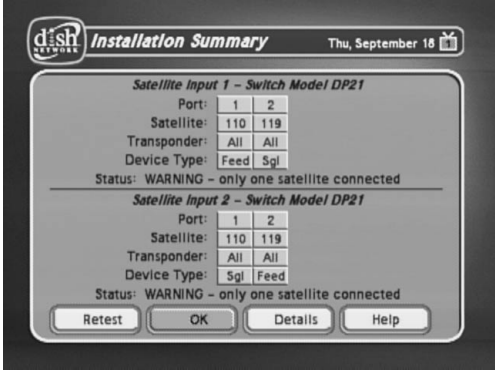 dish
NETWORK
Installation Summary
Thu, September 18
1
Satellite Input 1 - Switch Model DP21
Port: 1 2
Satellite: 110 119
Transponder: All All
Device Type: Feed Sgl
Status: WARNING - only one satellite connected
Satellite Input 2 - Switch Model DP21
Port: 1 2
Satellite: 110 119
Transponder: All All
Device Type: Sgl Feed
Status: WARNING - only one satellite connected
Retest OK Details Help